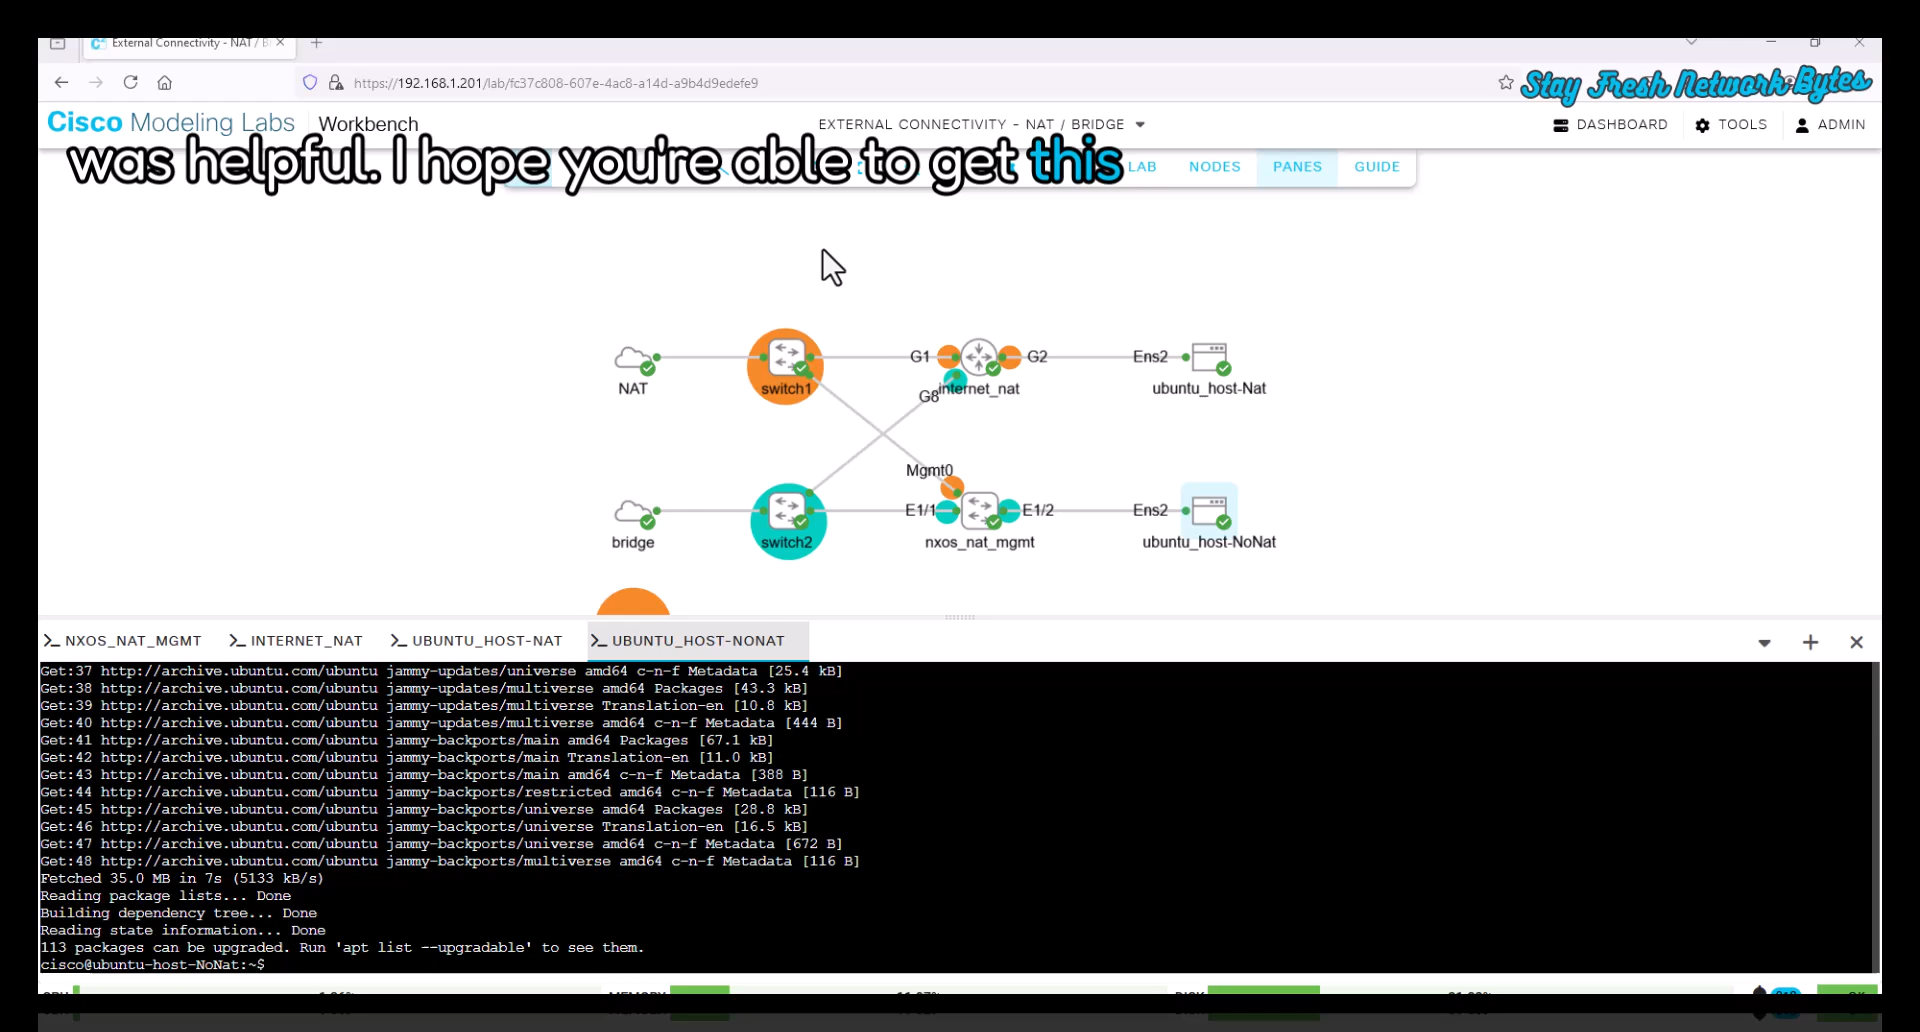 External Connectivity - NAT / B
https://192.168.1.201/lab/fc37c808-607e-4ac8-a14d-a9b4d9edefe9
Stay Fresh Network Bytes
Cisco Modeling Labs Workbench
EXTERNAL CONNECTIVITY - NAT / BRIDGE
DASHBOARD
TOOLS
ADMIN
was helpful. I hope you're able to get this
LAB
NODES
PANES
GUIDE
NAT
switch1
G1
internet_nat
G2
Ens2
ubuntu_host-Nat
G8
Mgmt0
bridge
switch2
E1/1
nxos_nat_mgmt
E1/2
Ens2
ubuntu_host-NoNat
NXOS_NAT_MGMT
INTERNET_NAT
UBUNTU_HOST-NAT
UBUNTU_HOST-NONAT
Get:37 http://archive.ubuntu.com/ubuntu jammy-updates/universe amd64 c-n-f Metadata [25.4 kB]
Get:38 http://archive.ubuntu.com/ubuntu jammy-updates/multiverse amd64 Packages [43.3 kB]
Get:39 http://archive.ubuntu.com/ubuntu jammy-updates/multiverse Translation-en [10.8 kB]
Get:40 http://archive.ubuntu.com/ubuntu jammy-updates/multiverse amd64 c-n-f Metadata [444 B]
Get:41 http://archive.ubuntu.com/ubuntu jammy-backports/main amd64 Packages [67.1 kB]
Get:42 http://archive.ubuntu.com/ubuntu jammy-backports/main Translation-en [11.0 kB]
Get:43 http://archive.ubuntu.com/ubuntu jammy-backports/main amd64 c-n-f Metadata [388 B]
Get:44 http://archive.ubuntu.com/ubuntu jammy-backports/restricted amd64 c-n-f Metadata [116 B]
Get:45 http://archive.ubuntu.com/ubuntu jammy-backports/universe amd64 Packages [28.8 kB]
Get:46 http://archive.ubuntu.com/ubuntu jammy-backports/universe Translation-en [16.5 kB]
Get:47 http://archive.ubuntu.com/ubuntu jammy-backports/universe amd64 c-n-f Metadata [672 B]
Get:48 http://archive.ubuntu.com/ubuntu jammy-backports/multiverse amd64 c-n-f Metadata [116 B]
Fetched 35.0 MB in 7s (5133 kB/s)
Reading package lists... Done
Building dependency tree... Done
Reading state information... Done
113 packages can be upgraded. Run 'apt list --upgradable' to see them.
cisco@ubuntu-host-NoNat:~$